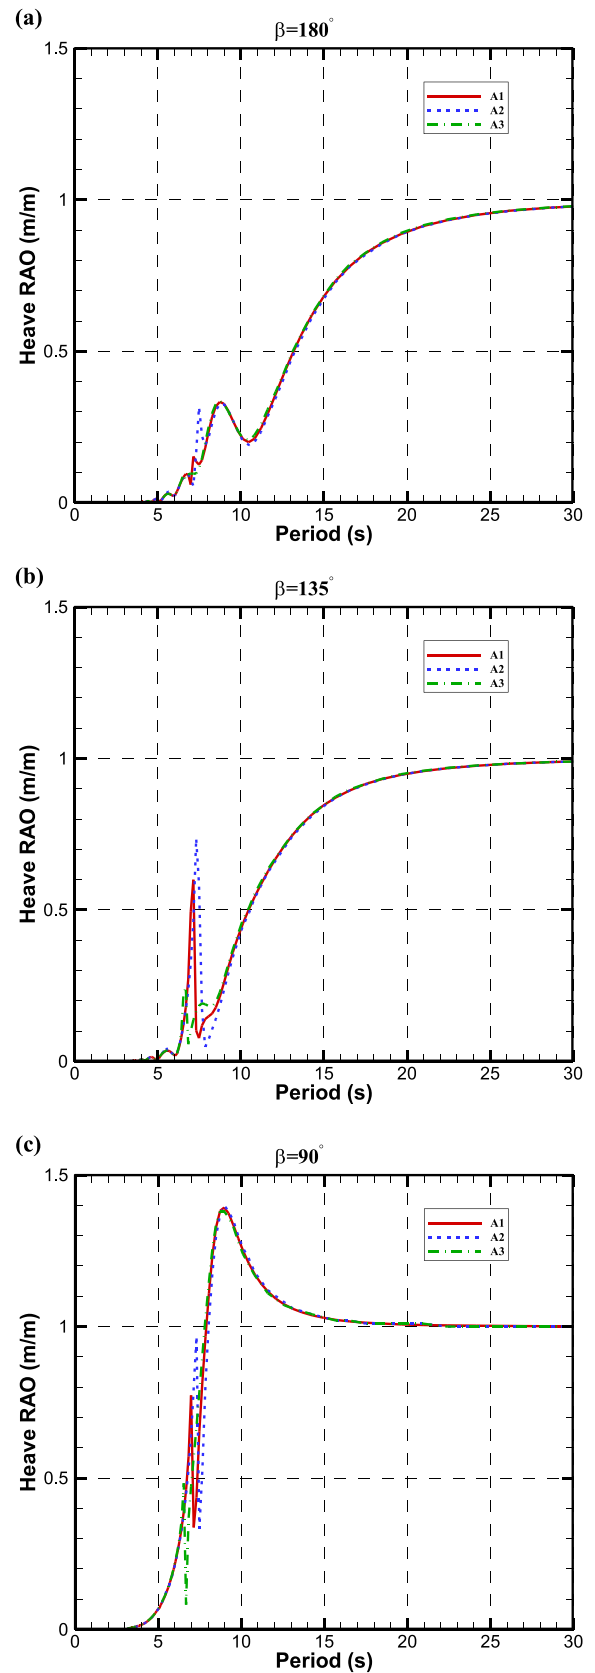 (a)
β=180°
1.5
A1
A2
A3
1
Heave RAO (m/m)
0.5
0
0 5 10 15 20 25 30
Period (s)
(b)
β=135°
1.5
A1
A2
A3
1
Heave RAO (m/m)
0.5
0
0 5 10 15 20 25 30
Period (s)
(c)
β=90°
1.5
A1
A2
A3
1
Heave RAO (m/m)
0.5
0
0 5 10 15 20 25 30
Period (s)